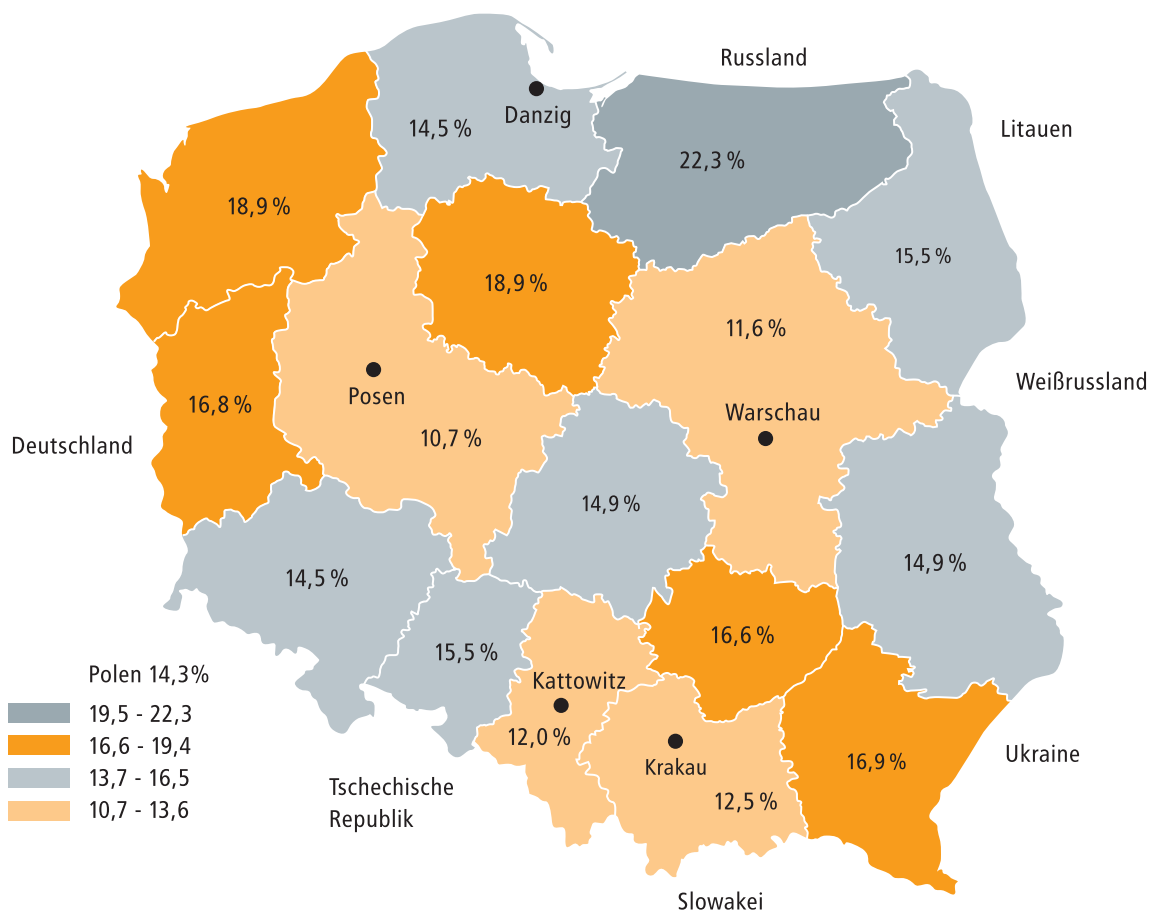 Russland
Danzig
14,5 %
Litauen
22,3 %
18,9 %
15,5 %
18,9 %
11,6 %
Weißrussland
Posen
16,8 %
Warschau
10,7 %
Deutschland
14,9 %
14,9 %
14,5 %
16,6 %
15,5 %
Kattowitz
12,0 %
Krakau
12,5 %
16,9 %
Ukraine
Polen 14,3%
19,5 - 22,3
16,6 - 19,4
13,7 - 16,5
10,7 - 13,6
Tschechische
Republik
Slowakei